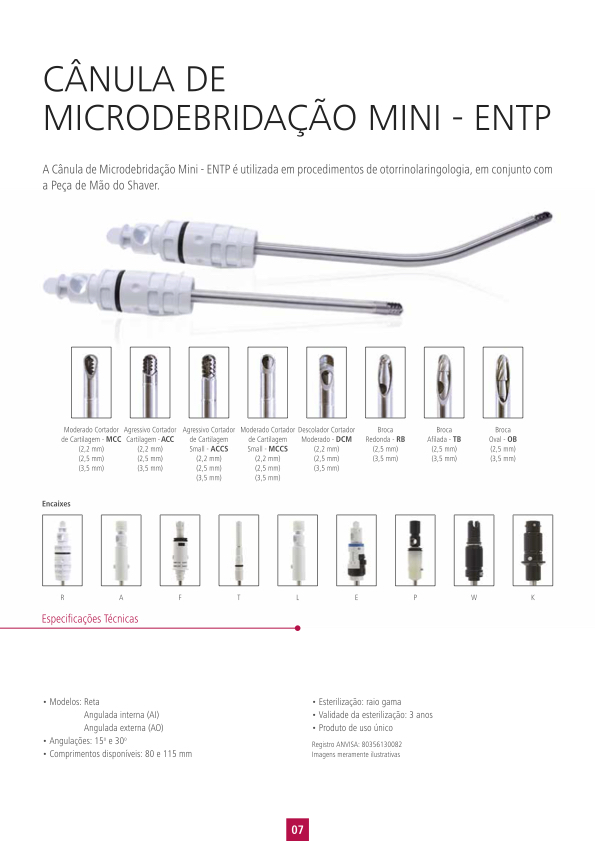 CÂNULA DE
MICRODEBRIDAÇÃO MINI - ENTP
A Cânula de Microdebridação Mini - ENTP é utilizada em procedimentos de otorrinolaringologia, em conjunto com
a Peça de Mão do Shaver.
Moderado Cortador
de Cartilagem - MCC
(2,2 mm)
(2,5 mm)
(3,5 mm)
Agressivo Cortador
Cartilagem - ACC
(2,2 mm)
(2,5 mm)
(3,5 mm)
Agressivo Cortador
de Cartilagem
Small - ACCS
(2,2 mm)
(2,5 mm)
(3,5 mm)
Moderado Cortador
de Cartilagem
Small - MCCS
(2,2 mm)
(2,5 mm)
(3,5 mm)
Descolador Cortador
Moderado - DCM
(2,2 mm)
(2,5 mm)
(3,5 mm)
Broca
Redonda - RB
(2,5 mm)
(3,5 mm)
Broca
Afilada - TB
(2,5 mm)
(3,5 mm)
Broca
Oval - OB
(2,5 mm)
(3,5 mm)
Encaixes
R A F T L E P W K
Especificações Técnicas
• Modelos: Reta
Angulada interna (AI)
Angulada externa (AO)
• Angulações: 15º e 30º
• Comprimentos disponíveis: 80 e 115 mm
• Esterilização: raio gama
• Validade da esterilização: 3 anos
• Produto de uso único
Registro ANVISA: 80356130082
Imagens meramente ilustrativas
07